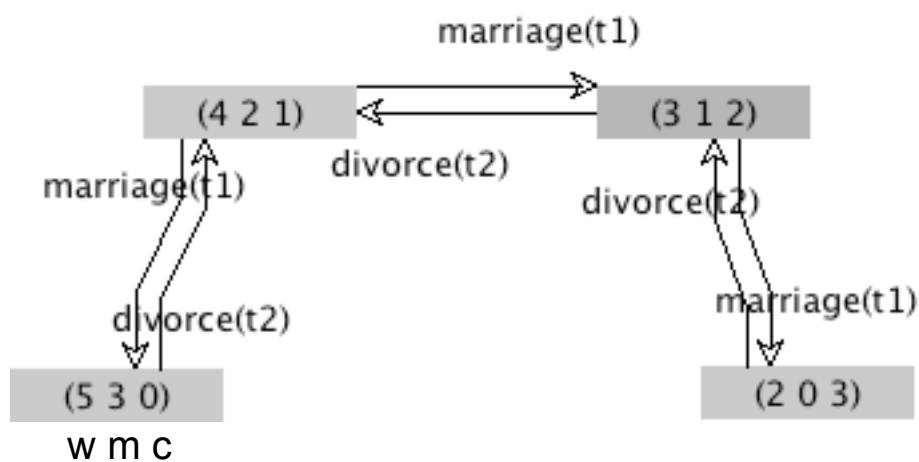 marriage(t1)
(4 2 1)
(3 1 2)
divorce(t2)
marriage(t1)
divorce(t2)
marriage(t1)
divorce(t2)
(5 3 0)
(2 0 3)
w m c